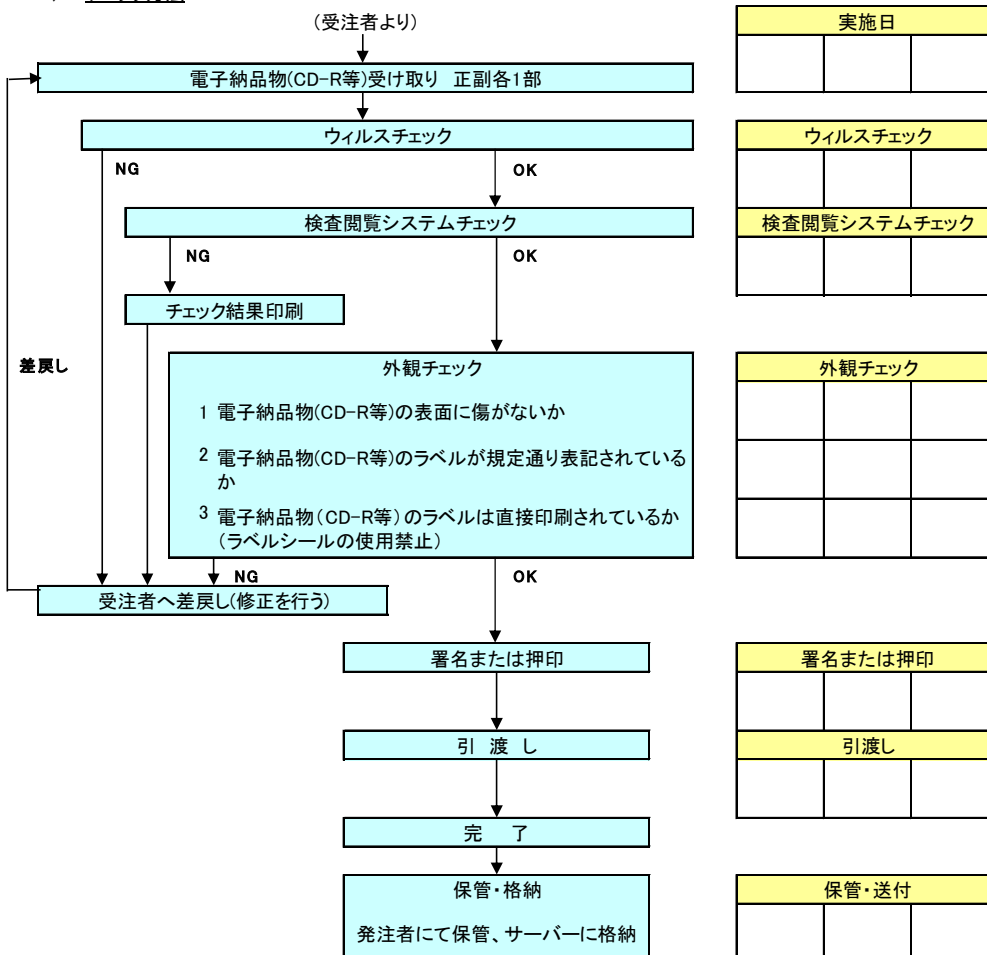 (受注者より)
実施日
電子納品物(CD-R等)受け取り 正副各1部
ウィルスチェック
ウィルスチェック
NG
OK
検査閲覧システムチェック
検査閲覧システムチェック
NG
OK
チェック結果印刷
差戻し
外観チェック
外観チェック
1 電子納品物(CD-R等)の表面に傷がないか
2 電子納品物(CD-R等)のラベルが規定通り表記されている
か
3 電子納品物(CD-R等)のラベルは直接印刷されているか
(ラベルシールの使用禁止)
NG
OK
受注者へ差戻し(修正を行う)
署名または押印
署名または押印
引 渡 し
引渡し
完 了
保管・格納
保管・送付
発注者にて保管、サーバーに格納